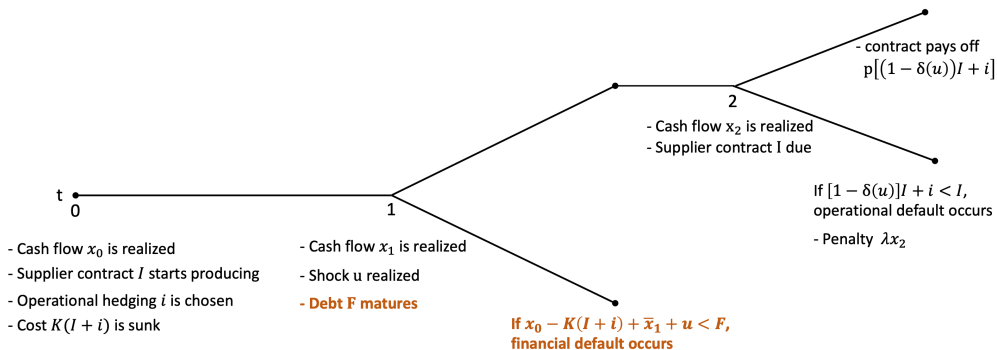 - contract pays off
p[(1 − δ(u))I + i]
2
- Cash flow x₂ is realized
- Supplier contract I due
t
0
1
If [1 − δ(u)]I + i < I,
operational default occurs
- Penalty λx₂
- Cash flow x₀ is realized
- Supplier contract I starts producing
- Operational hedging i is chosen
- Cost K(I + i) is sunk
- Cash flow x₁ is realized
- Shock u realized
- Debt F matures
If x₀ − K(I + i) + x̅₁ + u < F,
financial default occurs